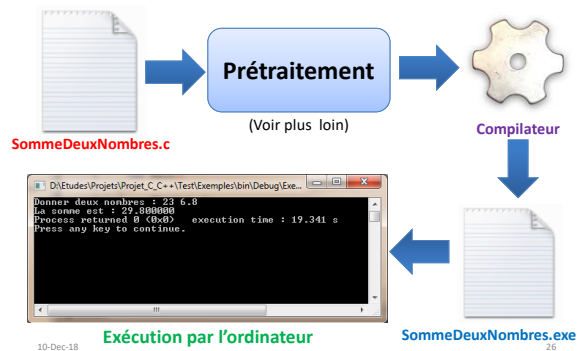 Prétraitement
(Voir plus loin)
SommeDeuxNombres.c
Compilateur
D:\Etudes\Projets\Projet_C_C++\Test\Exemples\bin\Debug\Exe...
Donner deux nombres : 23 6.8
La somme est : 29.800000
Process returned 0 (0x0) execution time : 19.341 s
Press any key to continue.
Exécution par l'ordinateur
SommeDeuxNombres.exe
10-Dec-18
26